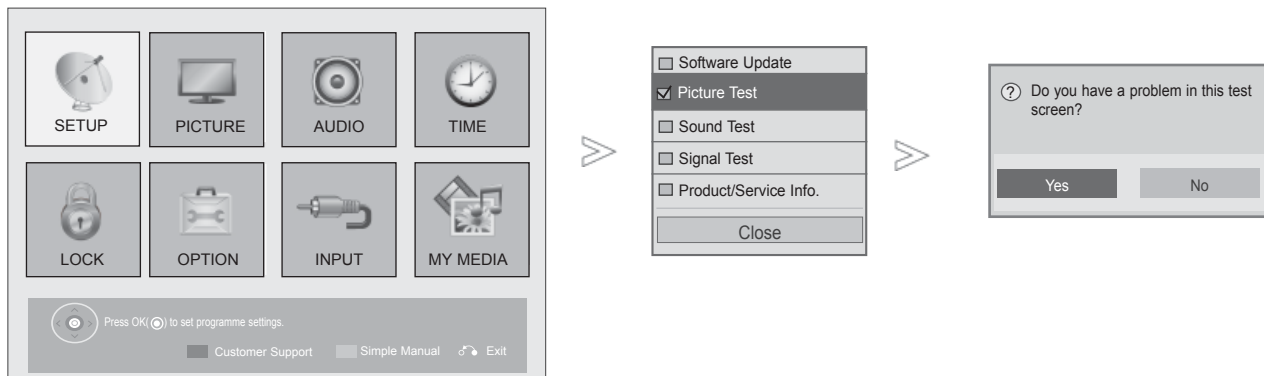 SETUP
PICTURE
AUDIO
TIME
LOCK
OPTION
INPUT
MY MEDIA
Press OK(◉) to set programme settings.
Customer Support
Simple Manual
Exit
Software Update
Picture Test
Sound Test
Signal Test
Product/Service Info.
Close
? Do you have a problem in this test
screen?
Yes
No